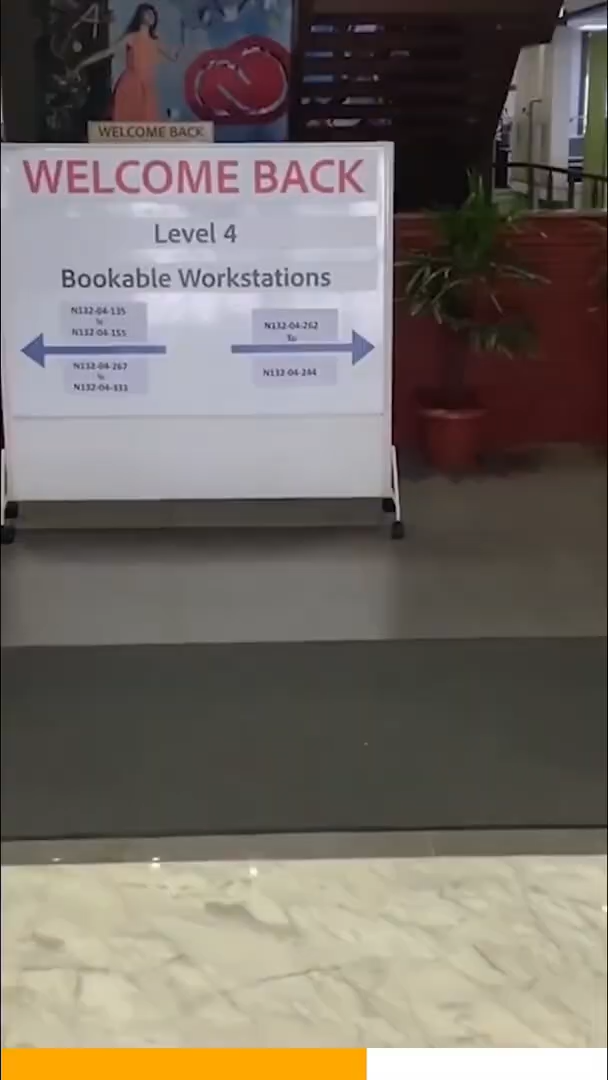 WELCOME BACK
WELCOME BACK
Level 4
Bookable Workstations
N132-04-135
To
N132-04-155
N132-04-262
To
N132-04-267
To
N132-04-333
N132-04-244